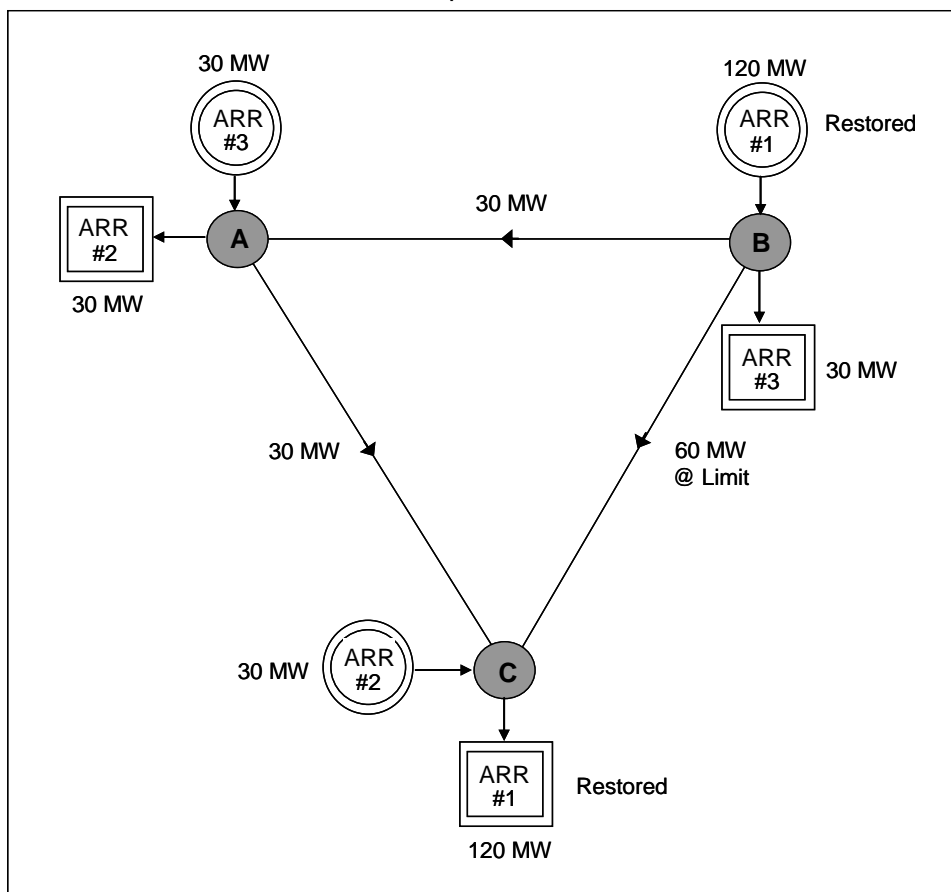 30 MW
120 MW
ARR
#3
ARR
#1
Restored
ARR
#2
30 MW
A
30 MW
B
ARR
#3
30 MW
30 MW
60 MW
@ Limit
30 MW
ARR
#2
C
ARR
#1
Restored
120 MW